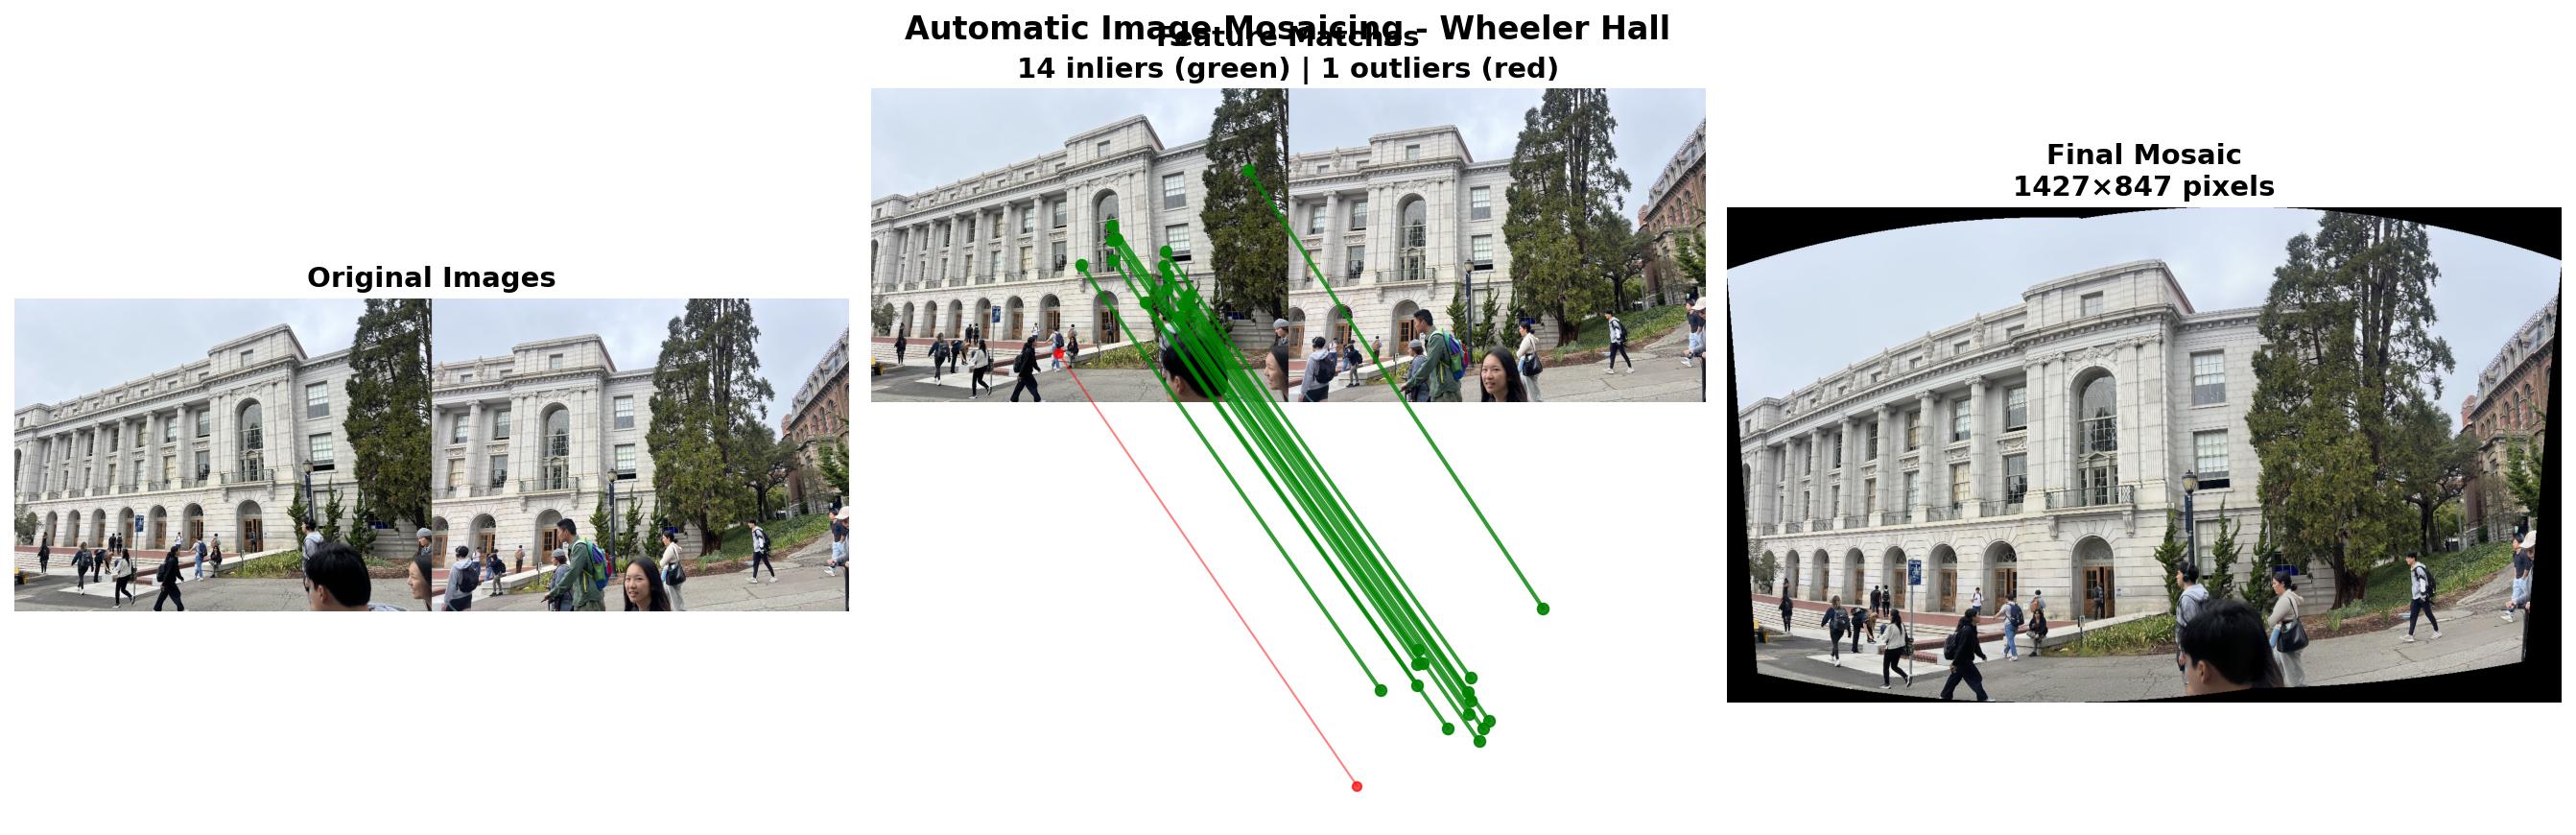 Automatic Image Mosaicing - Wheeler Hall
Feature Matches
14 inliers (green) | 1 outliers (red)
Original Images
Final Mosaic
1427×847 pixels